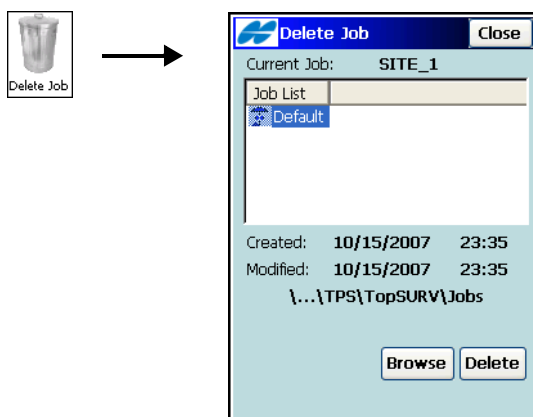 Delete Job
Delete Job Close
Current Job: SITE_1
Job List
Default
Created: 10/15/2007 23:35
Modified: 10/15/2007 23:35
\...\TPS\TopSURV\Jobs
Browse Delete